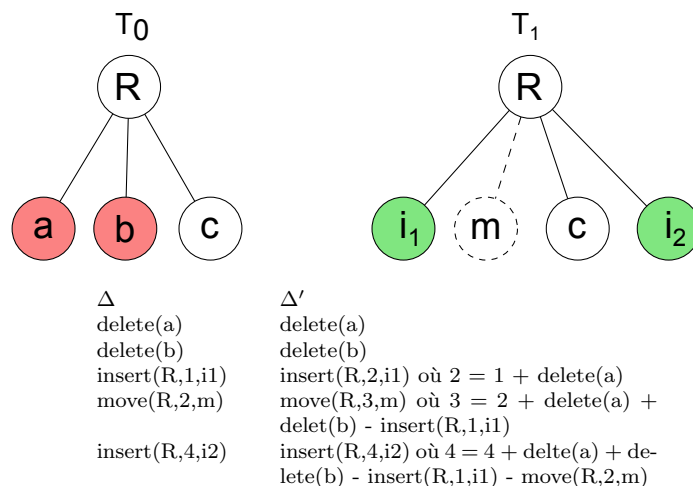 T0 T1
R R
a b c i1 m c i2
Δ Δ′
delete(a) delete(a)
delete(b) delete(b)
insert(R,1,i1) insert(R,2,i1) où 2 = 1 + delete(a)
move(R,2,m) move(R,3,m) où 3 = 2 + delete(a) +
delet(b) - insert(R,1,i1)
insert(R,4,i2) insert(R,4,i2) où 4 = 4 + delte(a) + de-
lete(b) - insert(R,1,i1) - move(R,2,m)